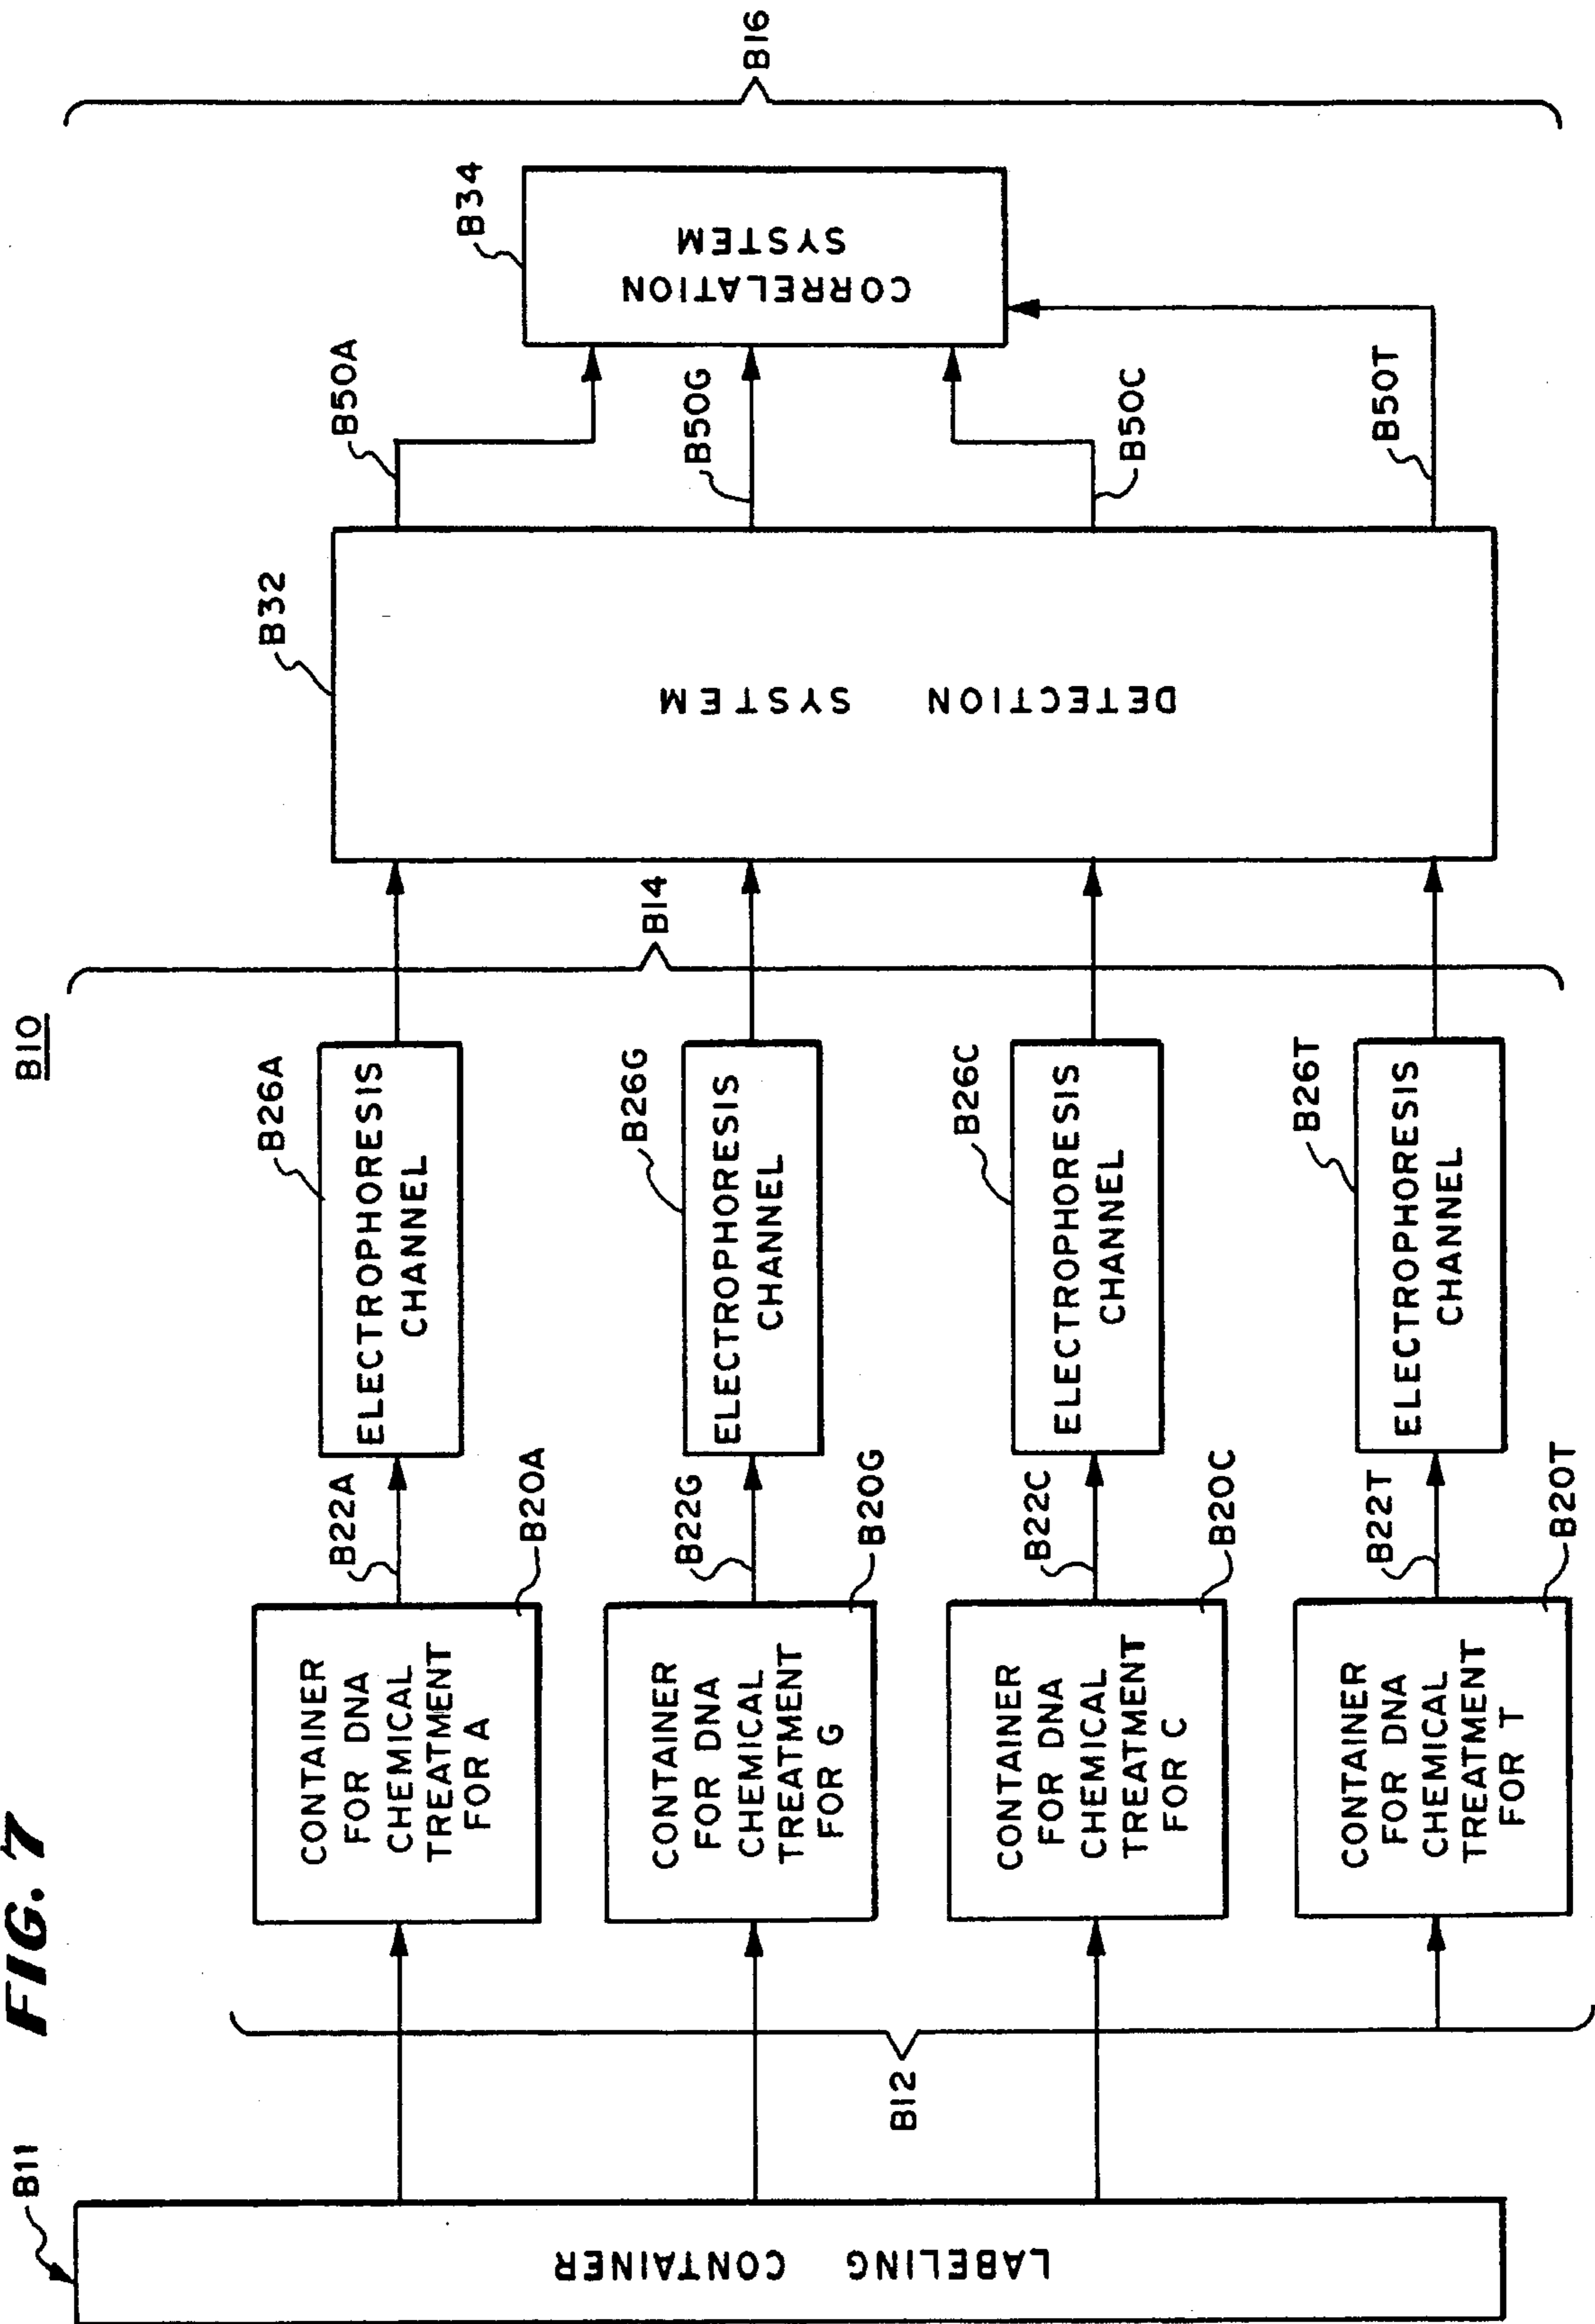 FIG. 7
B10
B11
LABELING CONTAINER
B12
CONTAINER
FOR DNA
CHEMICAL
TREATMENT
FOR A
B20A
B22A
ELECTROPHORESIS
CHANNEL
B26A
CONTAINER
FOR DNA
CHEMICAL
TREATMENT
FOR G
B20G
B22G
ELECTROPHORESIS
CHANNEL
B26G
CONTAINER
FOR DNA
CHEMICAL
TREATMENT
FOR C
B20C
B22C
ELECTROPHORESIS
CHANNEL
B26C
CONTAINER
FOR DNA
CHEMICAL
TREATMENT
FOR T
B20T
B22T
ELECTROPHORESIS
CHANNEL
B26T
B14
B32
DETECTION SYSTEM
B50A
B50G
B50C
B50T
B34
CORRELATION
SYSTEM
B16